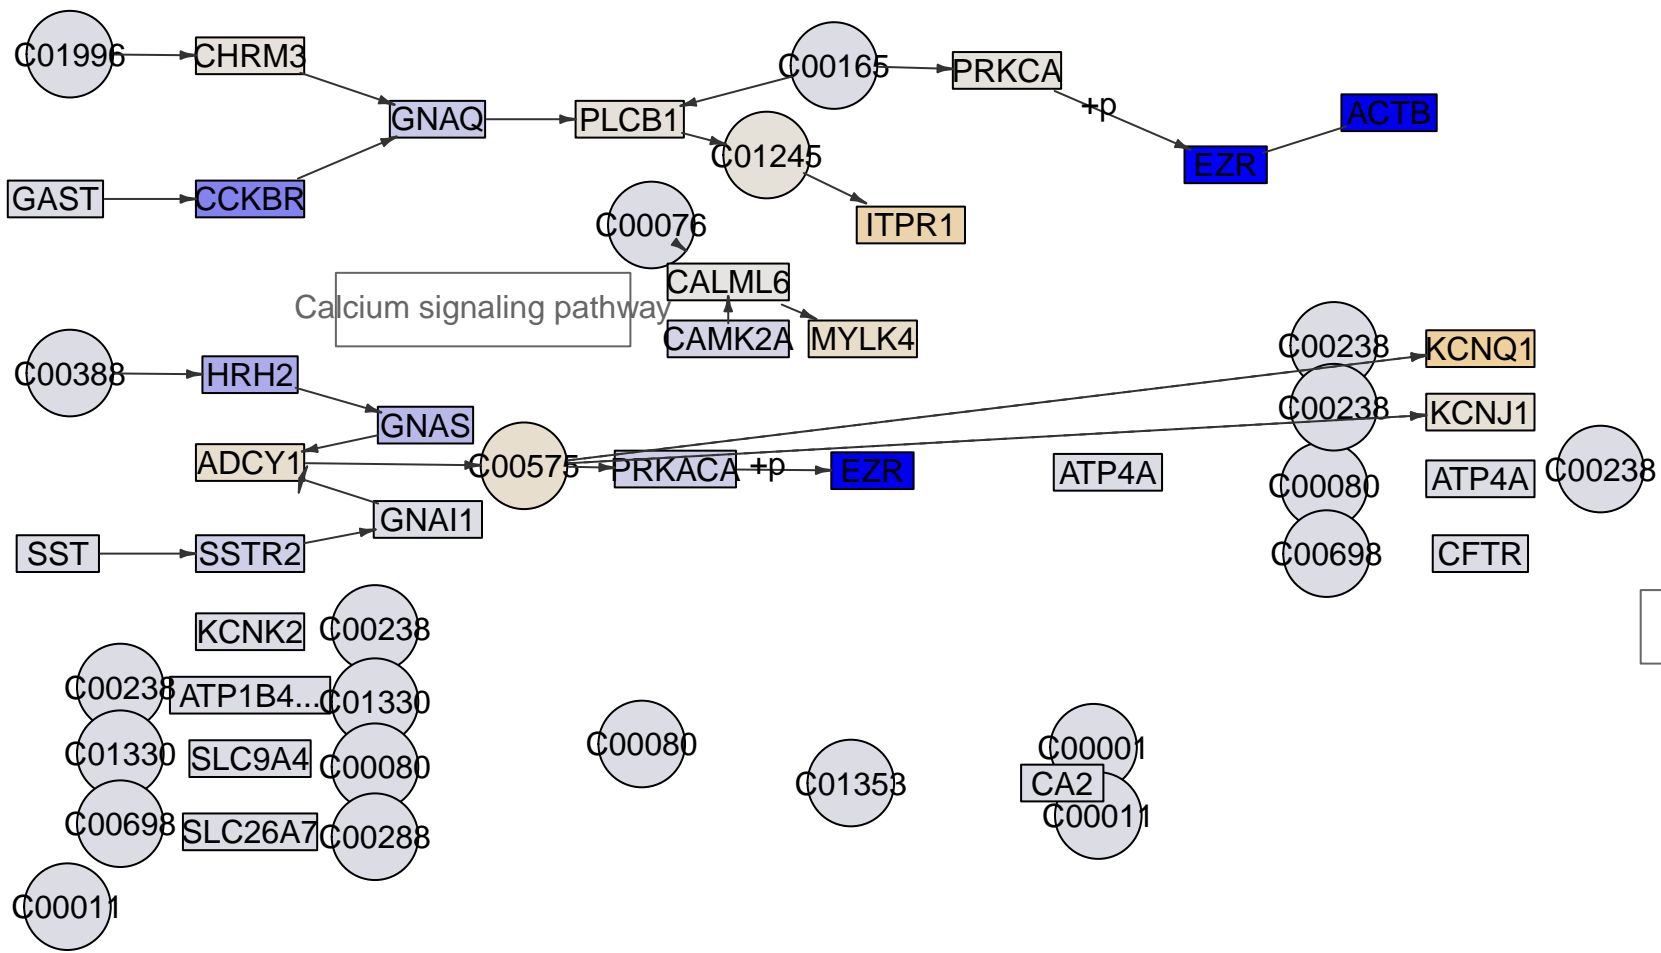 C01996
CHRM3
C00165
PRKCA
+p
ACTB
GNAQ
PLCB1
C01245
EZR
GAST
CCKBR
C00076
ITPR1
CALML6
Calcium signaling pathway
CAMK2A
MYLK4
C00238
KCNQ1
C00388
HRH2
C00238
KCNJ1
GNAS
ADCY1
C00575
PRKACA
+p
EZR
ATP4A
C00080
ATP4A
C00238
GNAI1
SST
SSTR2
C00698
CFTR
KCNK2
C00238
C00238
ATP1B4...
C01330
C01330
SLC9A4
C00080
C00080
C01353
C00001
CA2
C00011
C00698
SLC26A7
C00288
C00011